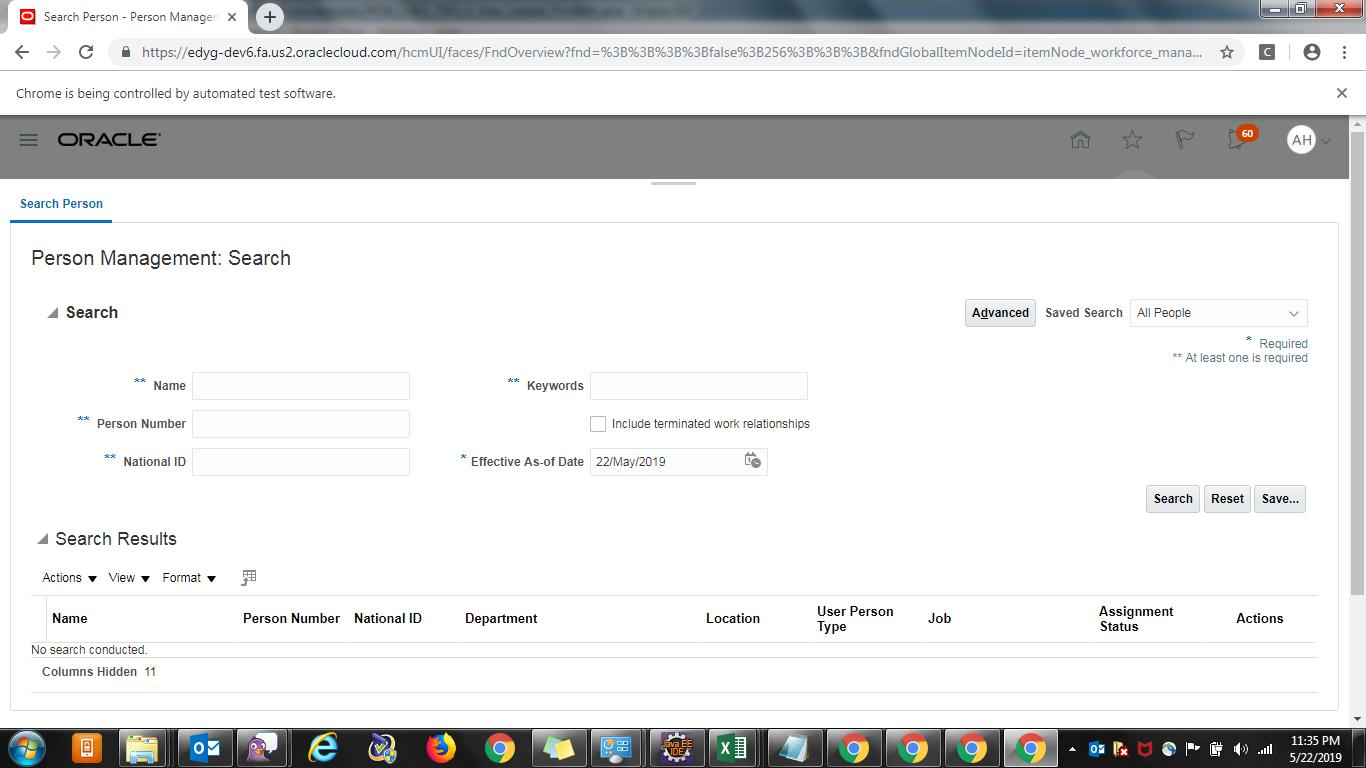 Search Person - Person Managen
https://edyg-dev6.fa.us2.oraclecloud.com/hcmUI/faces/FndOverview?fnd=%3B%3B%3B%3Bfalse%3B256%3B%3B%3B&fndGlobalItemNodeId=itemNode_workforce_mana...
C
Chrome is being controlled by automated test software.
ORACLE
60
AH
Search Person
Person Management: Search
Search
Advanced Saved Search All People
* Required
** At least one is required
** Name ** Keywords
** Person Number Include terminated work relationships
** National ID * Effective As-of Date 22/May/2019
Search Reset Save...
Search Results
Actions View Format
Name Person Number National ID Department Location User Person Type Job Assignment Status Actions
No search conducted.
Columns Hidden 11
Java EE IDE
11:35 PM
5/22/2019